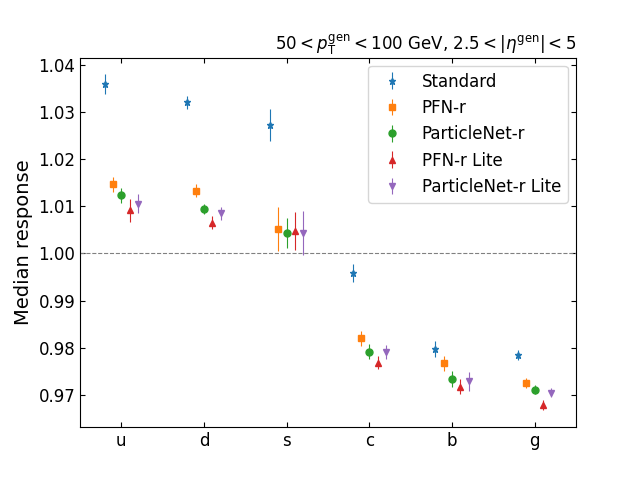 50 < p_T^gen < 100 GeV, 2.5 < |η^gen| < 5
1.04
1.03
1.02
1.01
1.00
0.99
0.98
0.97
Median response
Standard
PFN-r
ParticleNet-r
PFN-r Lite
ParticleNet-r Lite
u d s c b g